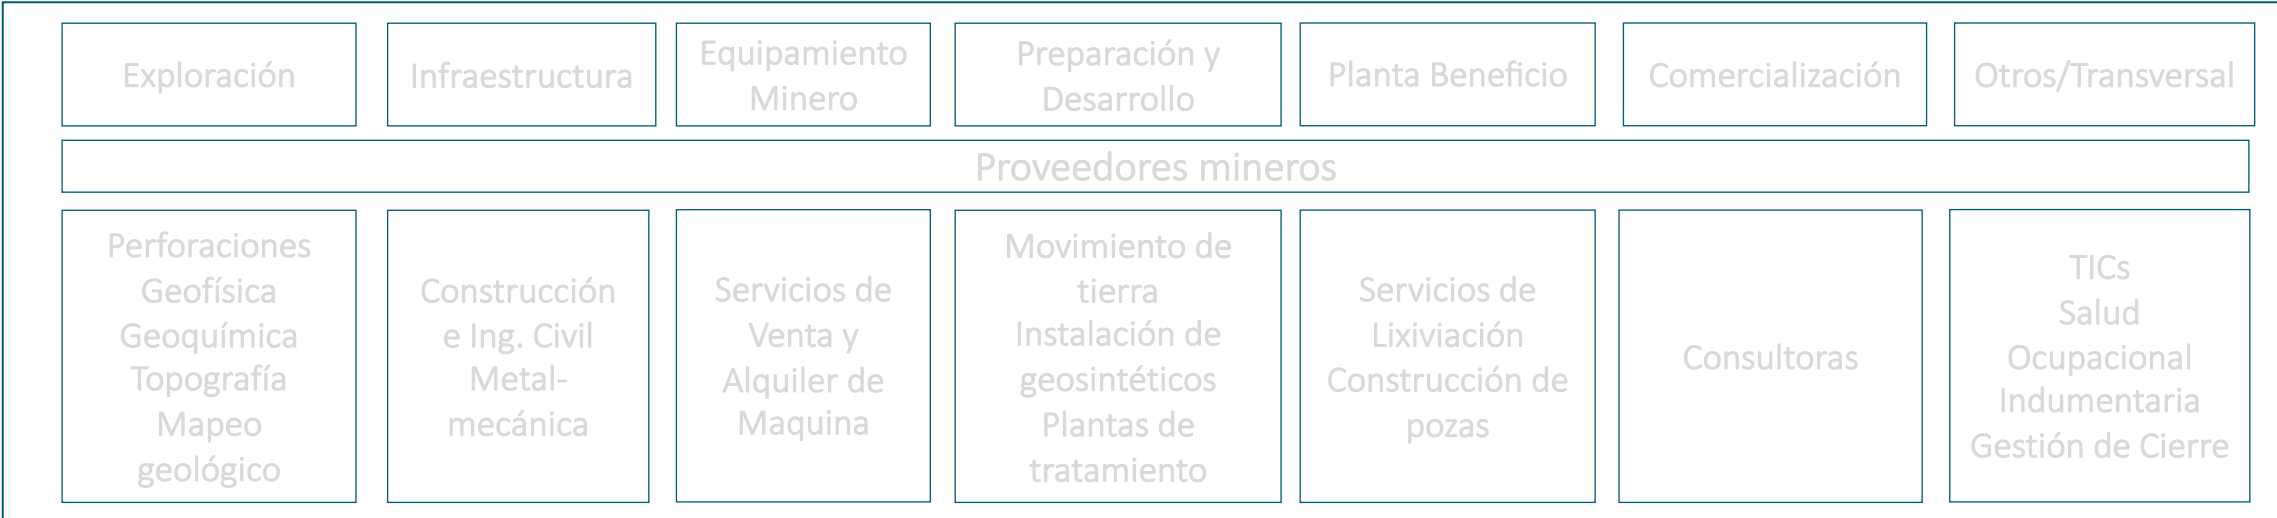 Exploración
Infraestructura
Equipamiento
Minero
Preparación y
Desarrollo
Planta Beneficio
Comercialización
Otros/Transversal
Proveedores mineros
Perforaciones
Geofísica
Geoquímica
Topografía
Mapeo
geológico
Construcción
e Ing. Civil
Metal-
mecánica
Servicios de
Venta y
Alquiler de
Maquina
Movimiento de
tierra
Instalación de
geosintéticos
Plantas de
tratamiento
Servicios de
Lixiviación
Construcción de
pozas
Consultoras
TICs
Salud
Ocupacional
Indumentaria
Gestión de Cierre